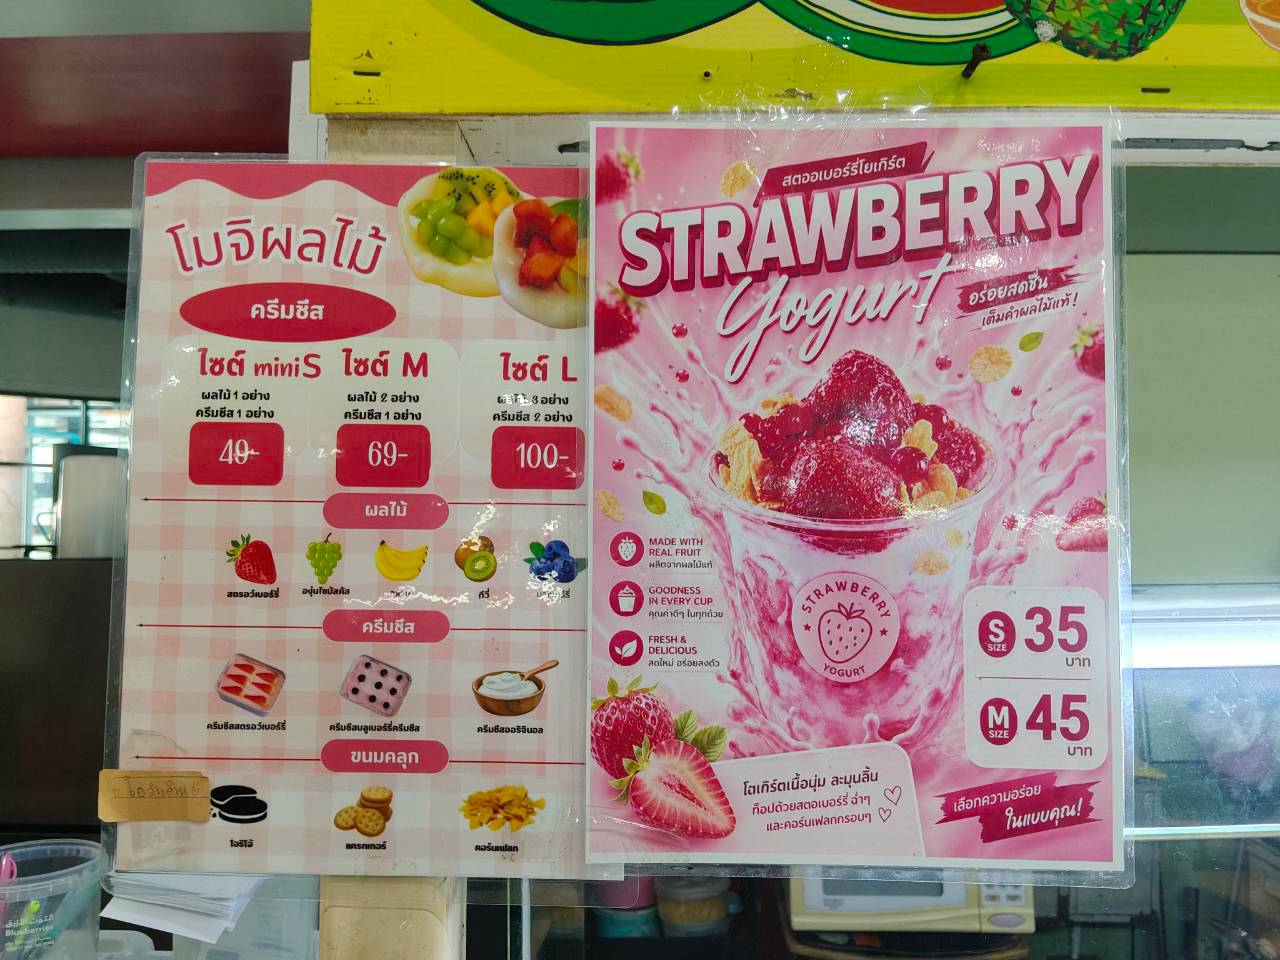 โมจิผลไม้
ครีมชีส
ไซต์ miniS
ผลไม้ 1 อย่าง
ครีมชีส 1 อย่าง
49-
ไซต์ M
ผลไม้ 2 อย่าง
ครีมชีส 1 อย่าง
69-
ไซต์ L
ผลไม้ 3 อย่าง
ครีมชีส 2 อย่าง
100-
ผลไม้
สตรอว์เบอร์รี่
องุ่นไชมัสคัส
กีวี่
ครีมชีส
ครีมชีสสตรอว์เบอร์รี่
ครีมชีสบลูเบอร์รี่ครีมชีส
ครีมชีสออริจินอล
ขนมคลุก
โอริโอ้
แครกเกอร์
คอร์นเฟลก
สตอเบอร์รี่โยเกิร์ต
STRAWBERRY
Yogurt
อร่อยสดชื่น
เต็มคำผลไม้แท้!
MADE WITH
REAL FRUIT
ผลิตจากผลไม้แท้
GOODNESS
IN EVERY CUP
คุณค่าดีๆ ในทุกถ้วย
FRESH &
DELICIOUS
สดใหม่ อร่อยลงตัว
STRAWBERRY
YOGURT
S SIZE 35 บาท
M SIZE 45 บาท
โตเกิร์ตเนื้อนุ่ม ละมุนลิ้น
ท็อปด้วยสตอเบอร์รี่ ฉ่ำๆ
และคอร์นเฟลกกรอบๆ
เลือกความอร่อย
ในแบบคุณ!
التوت الأزرق
Blueberries